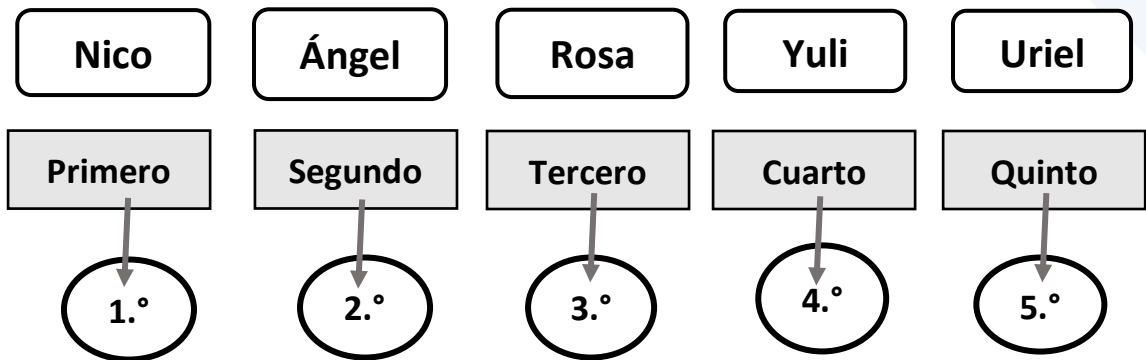 Nico Ángel Rosa Yuli Uriel
Primero Segundo Tercero Cuarto Quinto
1.° 2.° 3.° 4.° 5.°